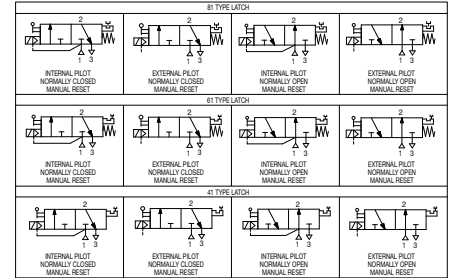 81 TYPE LATCH
2 2 2 2
1 3 1 3 1 3 1 3
INTERNAL PILOT EXTERNAL PILOT INTERNAL PILOT EXTERNAL PILOT
NORMALLY CLOSED NORMALLY CLOSED NORMALLY OPEN NORMALLY OPEN
MANUAL RESET MANUAL RESET MANUAL RESET MANUAL RESET
61 TYPE LATCH
2 2 2 2
1 3 1 3 1 3 1 3
INTERNAL PILOT EXTERNAL PILOT INTERNAL PILOT EXTERNAL PILOT
NORMALLY CLOSED NORMALLY CLOSED NORMALLY OPEN NORMALLY OPEN
MANUAL RESET MANUAL RESET MANUAL RESET MANUAL RESET
41 TYPE LATCH
2 2 2 2
1 3 1 3 1 3 1 3
INTERNAL PILOT EXTERNAL PILOT INTERNAL PILOT EXTERNAL PILOT
NORMALLY CLOSED NORMALLY CLOSED NORMALLY OPEN NORMALLY OPEN
MANUAL RESET MANUAL RESET MANUAL RESET MANUAL RESET